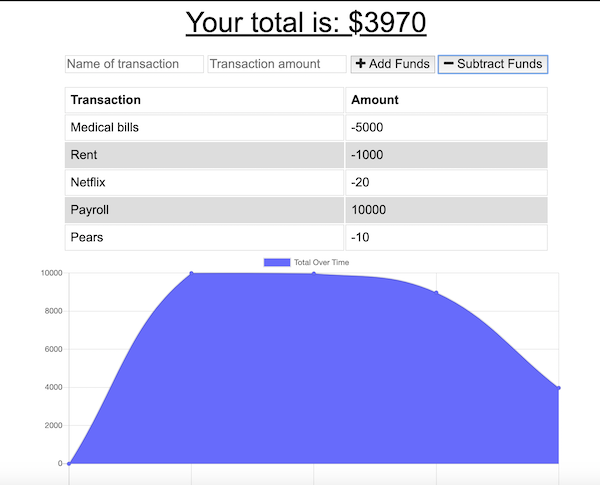 Your total is: $3970
Name of transaction Transaction amount + Add Funds − Subtract Funds
Transaction Amount
Medical bills -5000
Rent -1000
Netflix -20
Payroll 10000
Pears -10
Total Over Time
10000
8000
6000
4000
2000
0